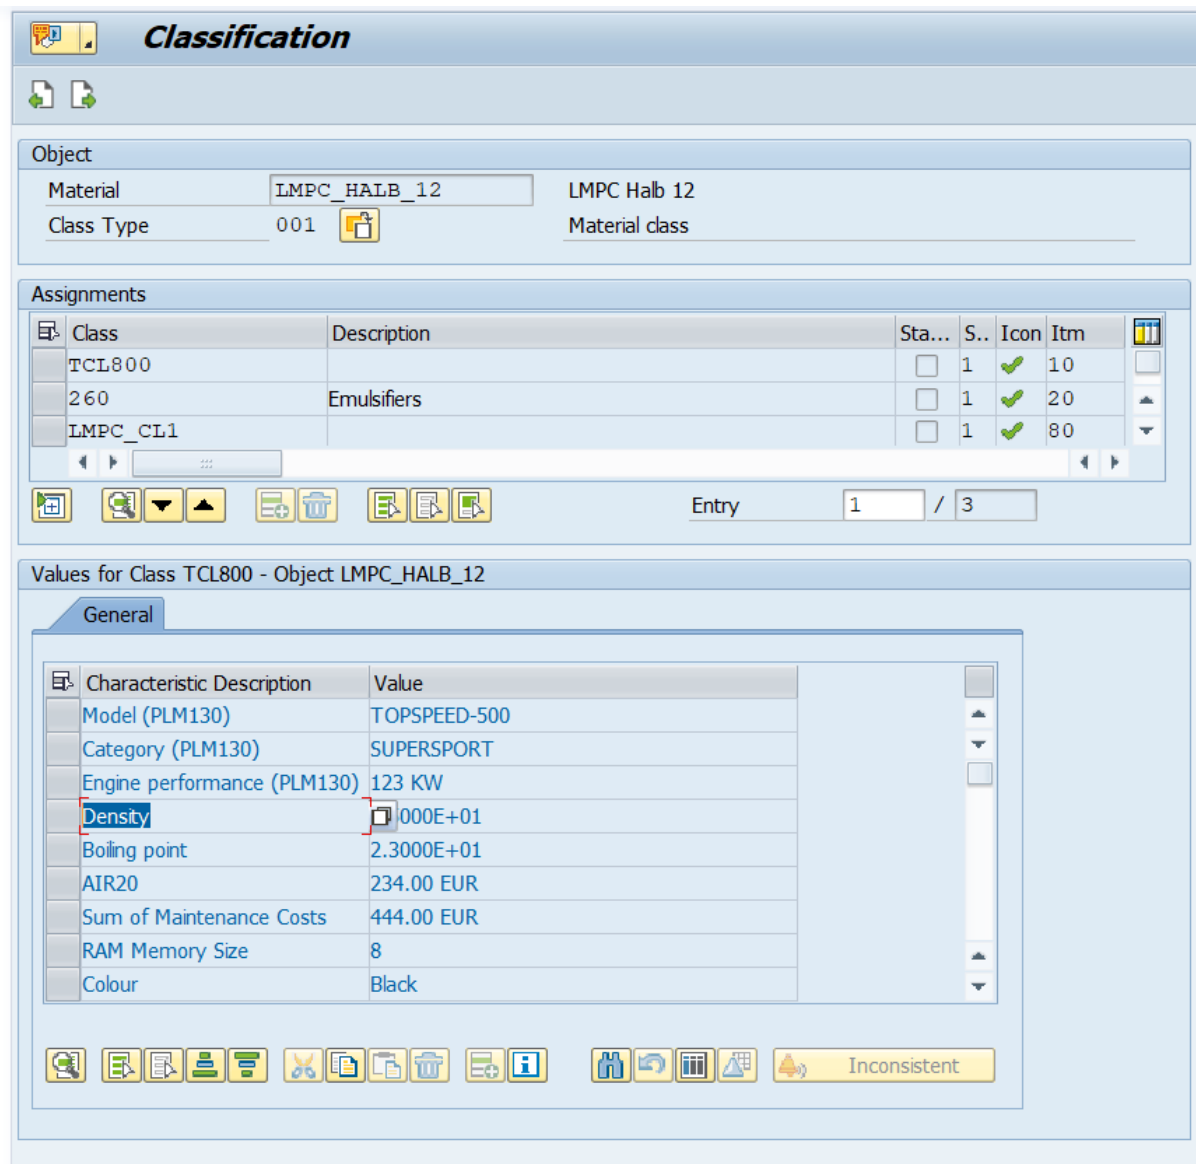 Classification
Object
Material LMPC_HALB_12 LMPC Halb 12
Class Type 001 Material class
Assignments
Class Description Sta... S.. Icon Itm
TCL800 1 10
260 Emulsifiers 1 20
LMPC_CL1 1 80
Entry 1 / 3
Values for Class TCL800 - Object LMPC_HALB_12
General
Characteristic Description Value
Model (PLM130) TOPSPEED-500
Category (PLM130) SUPERSPORT
Engine performance (PLM130) 123 KW
Density 000E+01
Boiling point 2.3000E+01
AIR20 234.00 EUR
Sum of Maintenance Costs 444.00 EUR
RAM Memory Size 8
Colour Black
Inconsistent